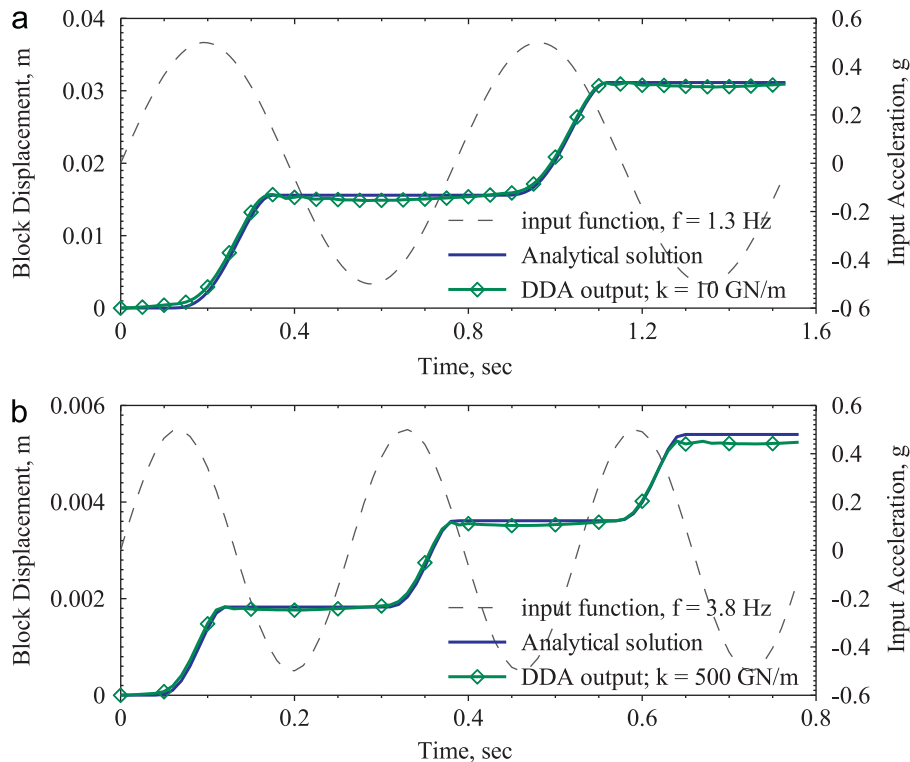 a
0.04
0.03
0.02
0.01
0
Block Displacement, m
0.6
0.4
0.2
0
-0.2
-0.4
-0.6
Input Acceleration, g
input function, f = 1.3 Hz
Analytical solution
DDA output; k = 10 GN/m
0
0.4
0.8
1.2
1.6
Time, sec
b
0.006
0.004
0.002
0
Block Displacement, m
0.6
0.4
0.2
0
-0.2
-0.4
-0.6
Input Acceleration, g
input function, f = 3.8 Hz
Analytical solution
DDA output; k = 500 GN/m
0
0.2
0.4
0.6
0.8
Time, sec